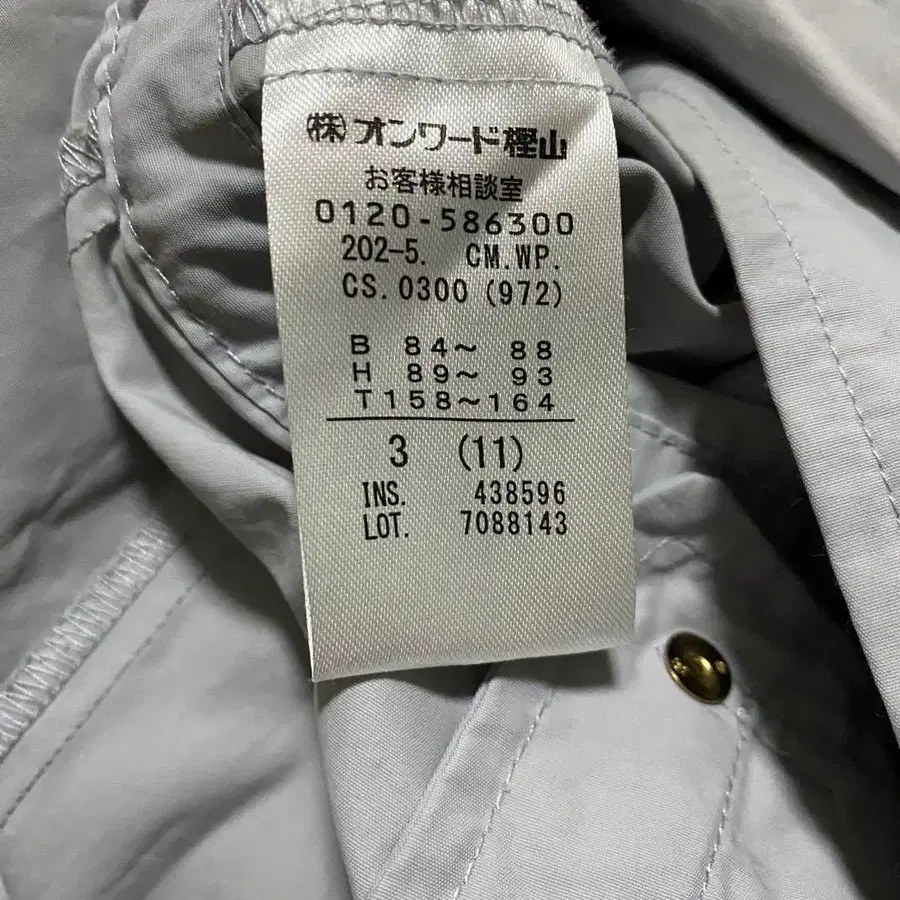 (株)オンワード樫山
お客様相談室
0120-586300
202-5. CM.WP.
CS.0300 (972)
B 84～ 88
H 89～ 93
T158～164
3 (11)
INS. 438596
LOT. 7088143